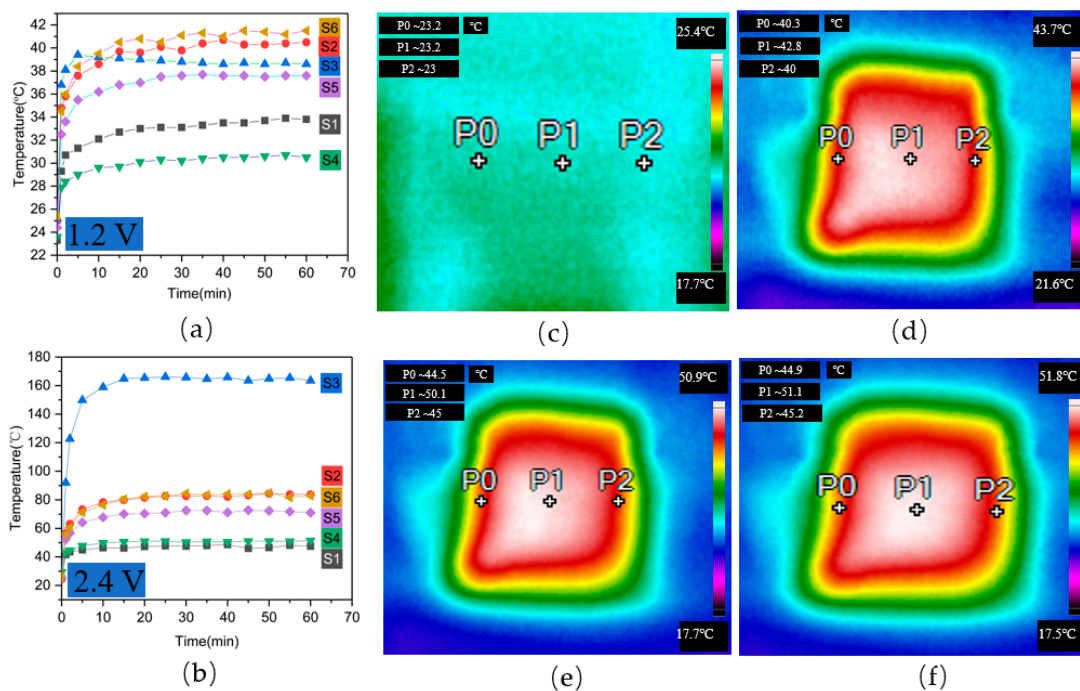 Temperature(℃)
42
40
38
36
34
32
30
28
26
24
22
S6
S2
S3
S5
S1
S4
1.2 V
0 10 20 30 40 50 60 70
Time(min)
(a)
P0 ~23.2 ℃
P1 ~23.2
P2 ~23
25.4℃
P0 P1 P2
17.7℃
(c)
P0 ~40.3 ℃
P1 ~42.8
P2 ~40
43.7℃
P0 P1 P2
21.6℃
(d)
Temperature(℃)
180
160
140
120
100
80
60
40
20
S3
S2
S6
S5
S4
S1
2.4 V
0 10 20 30 40 50 60 70
Time(min)
(b)
P0 ~44.5 ℃
P1 ~50.1
P2 ~45
50.9℃
P0 P1 P2
17.7℃
(e)
P0 ~44.9 ℃
P1 ~51.1
P2 ~45.2
51.8℃
P0 P1 P2
17.5℃
(f)